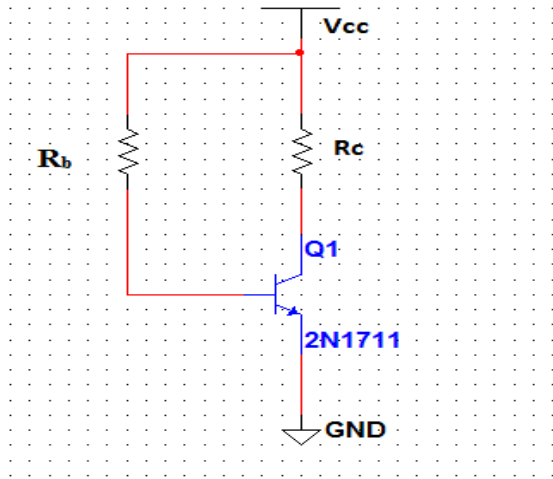 Vcc
Rb
Rc
Q1
2N1711
GND